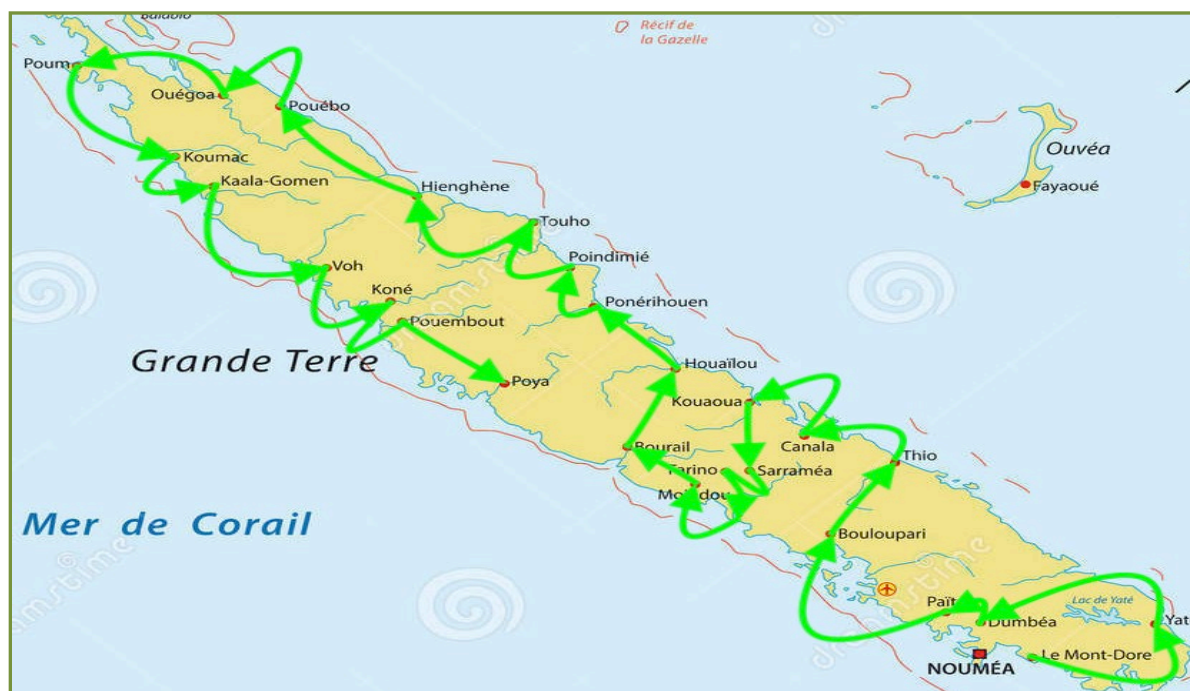 Balabio
Récif de
la Gazelle
Poum
Ouégoa
Pouébo
Ouvéa
Koumac
Kaala-Gomen
Hienghène
Fayaoué
Touho
Voh
Poindimié
Koné
Ponérihouen
Pouembout
Grande Terre
Houaïlou
Poya
Kouaoua
Bourail
Canala
Thio
Sarraméa
Mer de Corail
Bouloupari
Lac de Yaté
Dumbéa
Le Mont-Dore
NOUMÉA
dreamstime